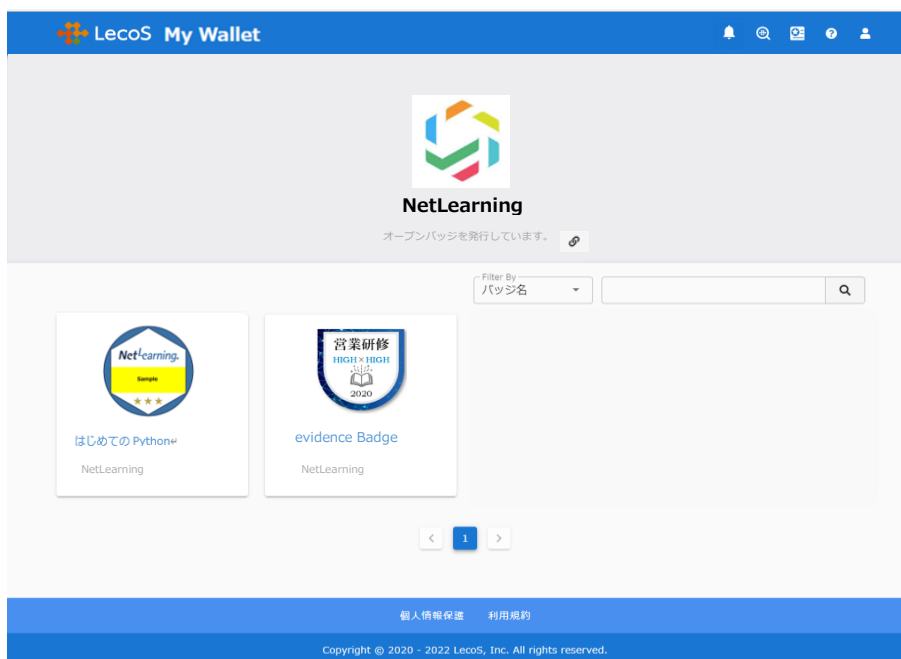 LecoS My Wallet
NetLearning
オープンバッジを発行しています。
Filter By
バッジ名
NetLearning.
Sample
はじめての Python↵
NetLearning
営業研修
HIGH×HIGH
2020
evidence Badge
NetLearning
1
個人情報保護 利用規約
Copyright © 2020 - 2022 LecoS, Inc. All rights reserved.